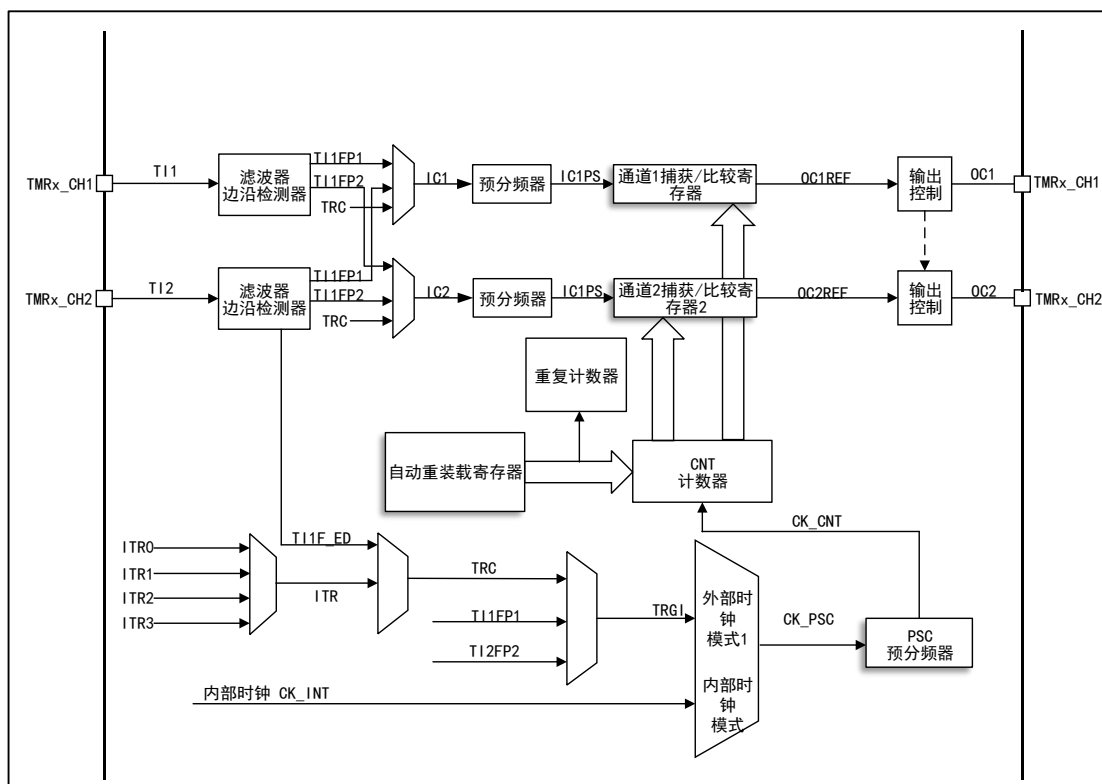 TI1FP1
TMRx_CH1
TI1
滤波器
边沿检测器
TI1FP2
TRC
IC1
预分频器
IC1PS
通道1捕获/比较寄
存器
OC1REF
输出
控制
OC1
TMRx_CH1
TI1FP1
TMRx_CH2
TI2
滤波器
边沿检测器
TI1FP2
TRC
IC2
预分频器
IC1PS
通道2捕获/比较寄
存器2
OC2REF
输出
控制
OC2
TMRx_CH2
重复计数器
自动重装载寄存器
CNT
计数器
CK_CNT
TI1F_ED
ITR0
ITR1
ITR2
ITR3
ITR
TRC
TI1FP1
TI2FP2
TRGI
外部时
钟
模式1
CK_PSC
PSC
预分频器
内部时钟 CK_INT
内部时
钟
模式